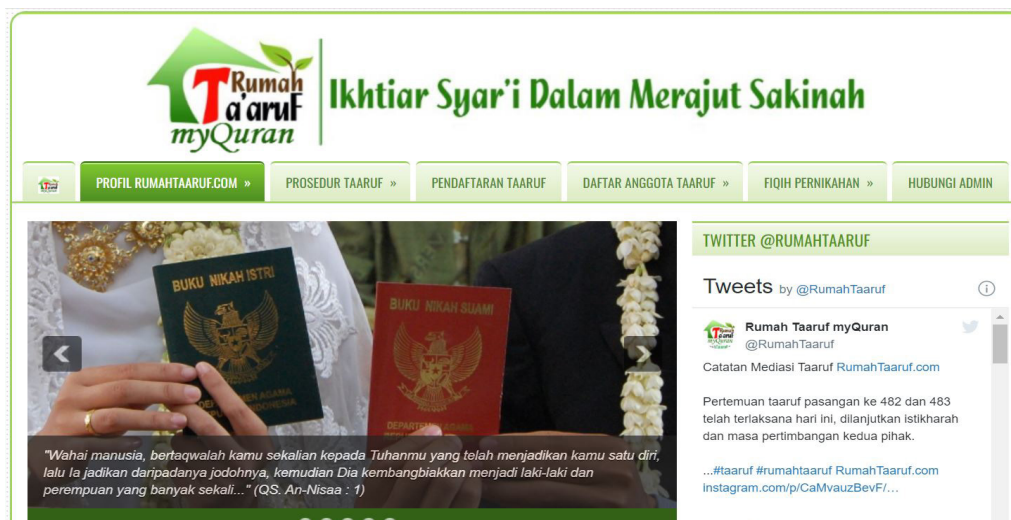 Rumah
Ta'aruf
myQuran
Ikhtiar Syar'i Dalam Merajut Sakinah
PROFIL RUMAHTAARUF.COM »
PROSEDUR TAARUF »
PENDAFTARAN TAARUF
DAFTAR ANGGOTA TAARUF »
FIQIH PERNIKAHAN »
HUBUNGI ADMIN
BUKU NIKAH ISTRI
BUKU NIKAH SUAMI
"Wahai manusia, bertaqwalah kamu sekalian kepada Tuhanmu yang telah menjadikan kamu satu diri,
lalu Ia jadikan daripadanya jodohnya, kemudian Dia kembangbiakkan menjadi laki-laki dan
perempuan yang banyak sekali..." (QS. An-Nisaa : 1)
TWITTER @RUMAHTAARUF
Tweets by @RumahTaaruf
Rumah Taaruf myQuran
@RumahTaaruf
Catatan Mediasi Taaruf RumahTaaruf.com
Pertemuan taaruf pasangan ke 482 dan 483
telah terlaksana hari ini, dilanjutkan istikharah
dan masa pertimbangan kedua pihak.
...#taaruf #rumahtaaruf RumahTaaruf.com
instagram.com/p/CaMvauzBevF/…